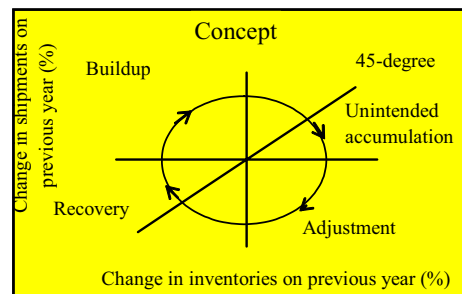 Concept
Change in shipments on
previous year (%)
Buildup
45-degree
Unintended
accumulation
Recovery
Adjustment
Change in inventories on previous year (%)